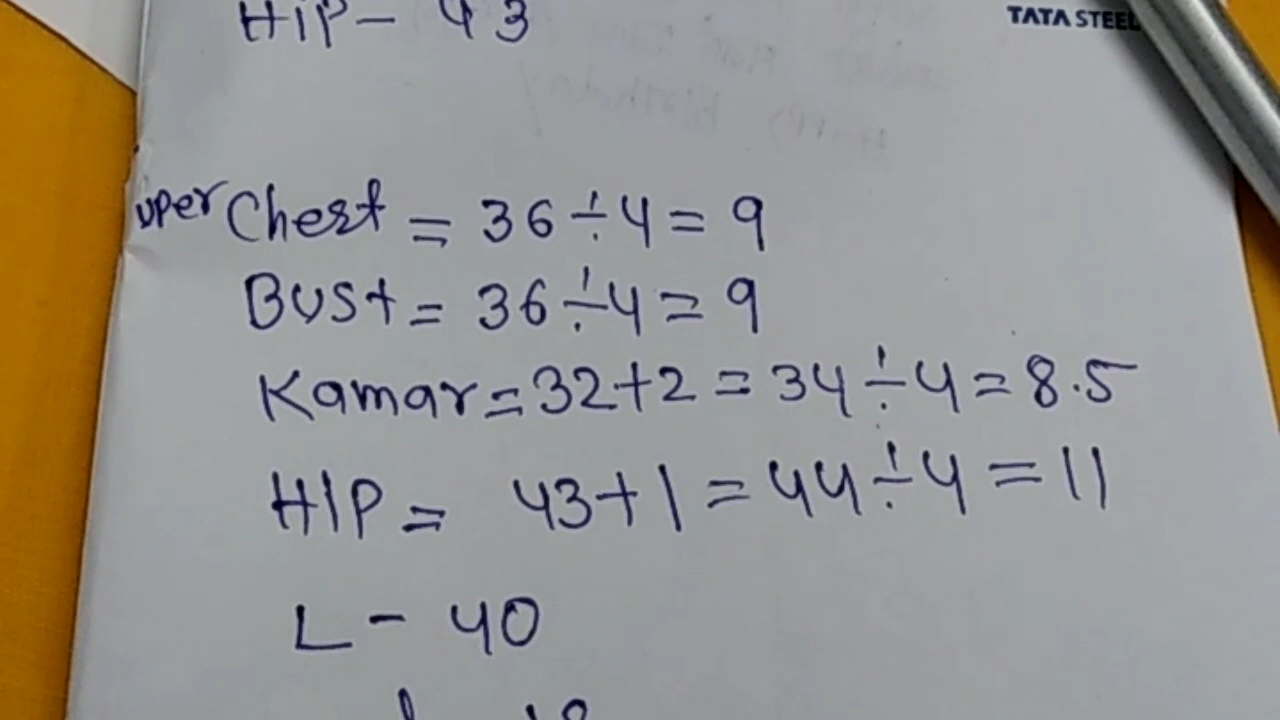 HIP - 43
TATA STEEL
uper Chest = 36 ÷ 4 = 9
Bust = 36 ÷ 4 = 9
Kamar = 32 + 2 = 34 ÷ 4 = 8.5
HIP = 43 + 1 = 44 ÷ 4 = 11
L - 40